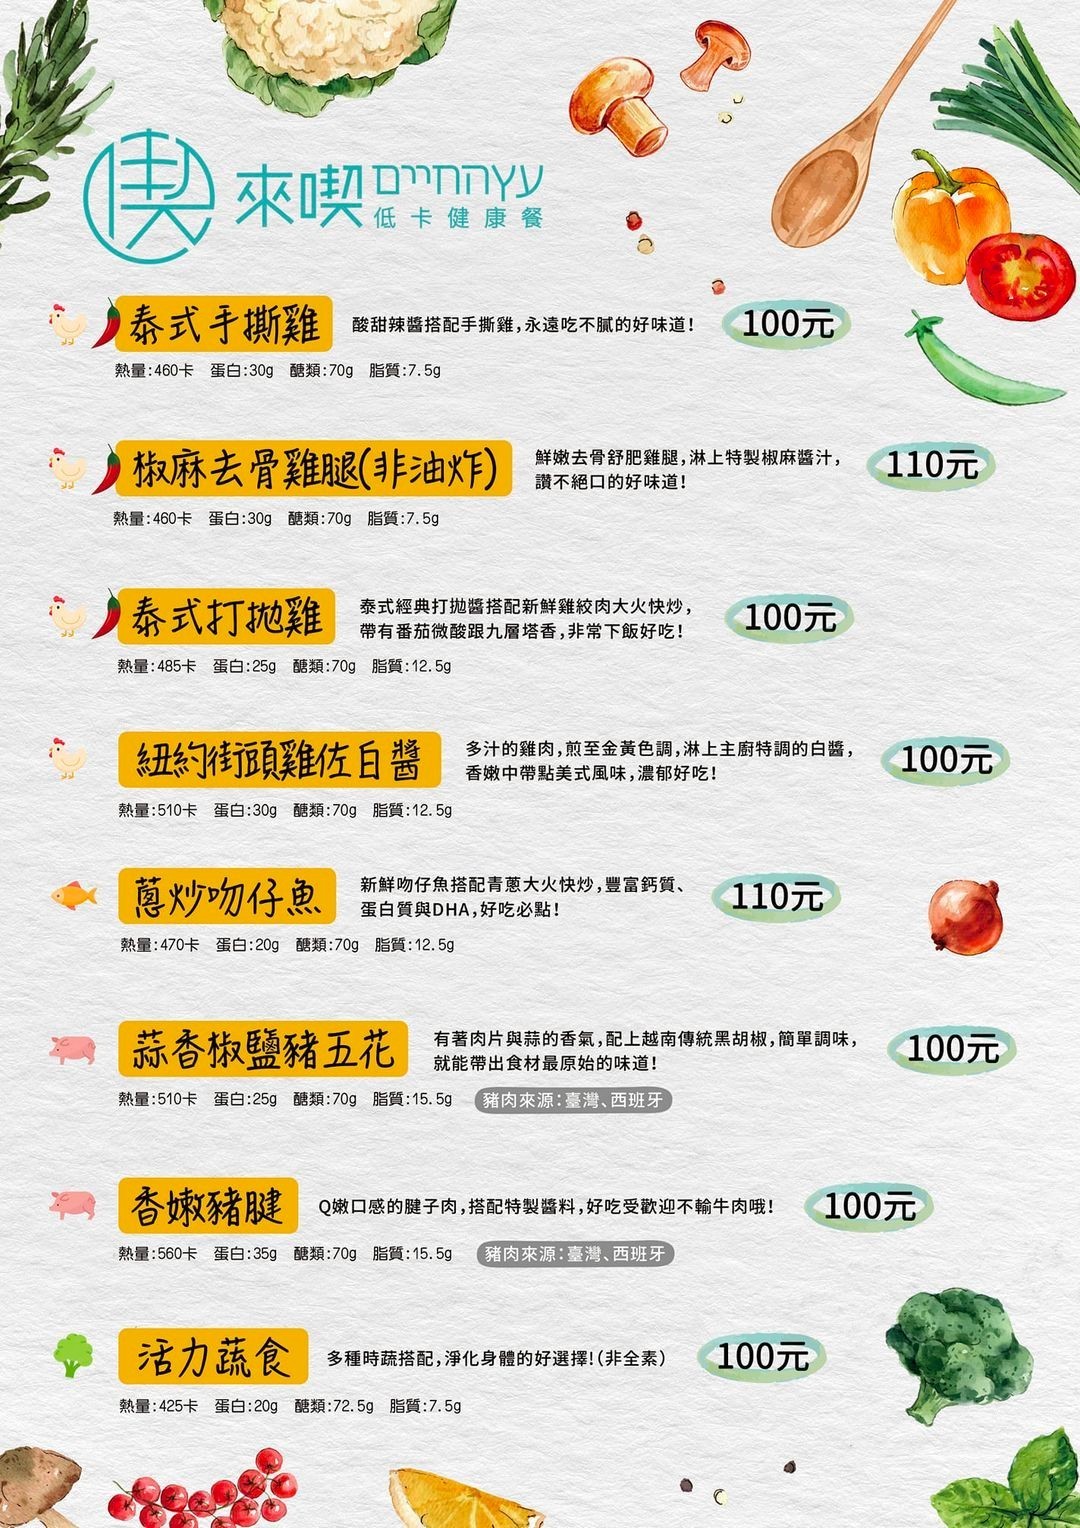 喫
來喫 עץהחיים
低卡健康餐
泰式手撕雞 酸甜辣醬搭配手撕雞,永遠吃不膩的好味道! 100元
熱量:460卡 蛋白:30g 醣類:70g 脂質:7.5g
椒麻去骨雞腿(非油炸) 鮮嫩去骨舒肥雞腿,淋上特製椒麻醬汁, 110元
讚不絕口的好味道!
熱量:460卡 蛋白:30g 醣類:70g 脂質:7.5g
泰式打拋雞 泰式經典打拋醬搭配新鮮雞絞肉大火快炒, 100元
帶有番茄微酸跟九層塔香,非常下飯好吃!
熱量:485卡 蛋白:25g 醣類:70g 脂質:12.5g
紐約街頭雞佐白醬 多汁的雞肉,煎至金黃色調,淋上主廚特調的白醬, 100元
香嫩中帶點美式風味,濃郁好吃!
熱量:510卡 蛋白:30g 醣類:70g 脂質:12.5g
蔥炒吻仔魚 新鮮吻仔魚搭配青蔥大火快炒,豐富鈣質、 110元
蛋白質與DHA,好吃必點!
熱量:470卡 蛋白:20g 醣類:70g 脂質:12.5g
蒜香椒鹽豬五花 有著肉片與蒜的香氣,配上越南傳統黑胡椒,簡單調味, 100元
就能帶出食材最原始的味道!
熱量:510卡 蛋白:25g 醣類:70g 脂質:15.5g 豬肉來源:臺灣、西班牙
香嫩豬腱 Q嫩口感的腱子肉,搭配特製醬料,好吃受歡迎不輸牛肉哦! 100元
熱量:560卡 蛋白:35g 醣類:70g 脂質:15.5g 豬肉來源:臺灣、西班牙
活力蔬食 多種時蔬搭配,淨化身體的好選擇!(非全素) 100元
熱量:425卡 蛋白:20g 醣類:72.5g 脂質:7.5g